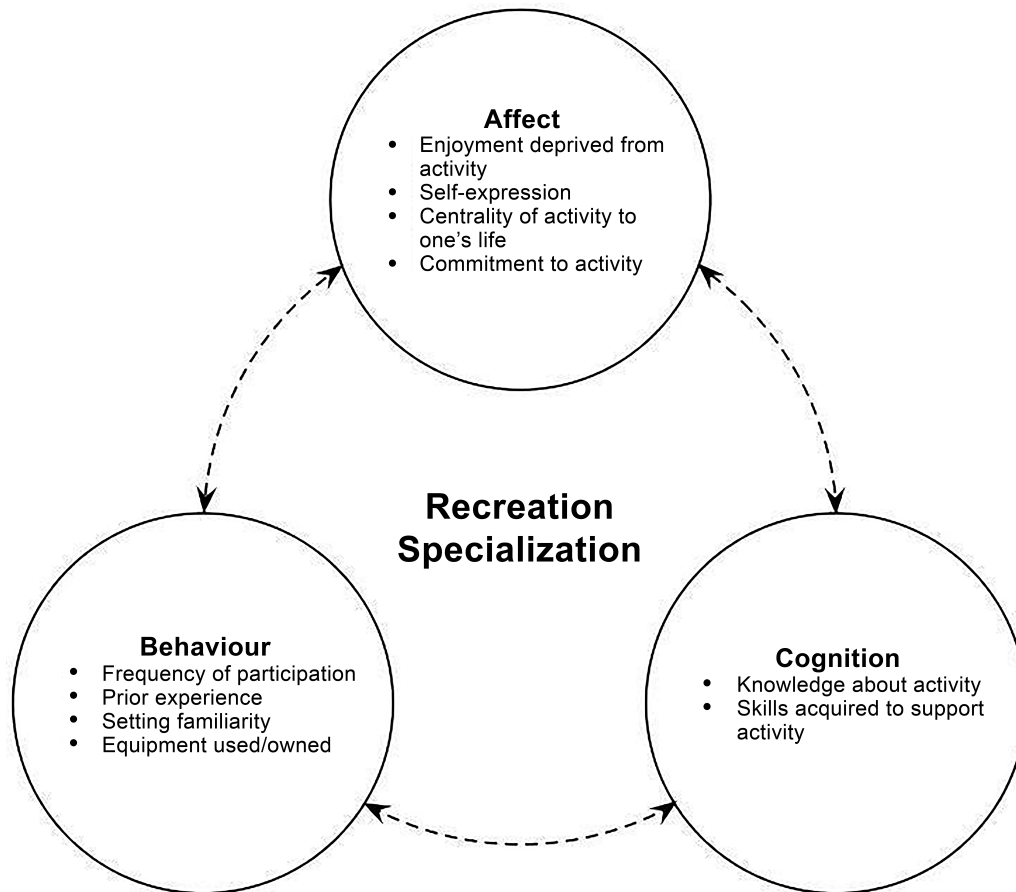 Affect
• Enjoyment deprived from
activity
• Self-expression
• Centrality of activity to
one's life
• Commitment to activity
Recreation
Specialization
Behaviour
• Frequency of participation
• Prior experience
• Setting familiarity
• Equipment used/owned
Cognition
• Knowledge about activity
• Skills acquired to support
activity